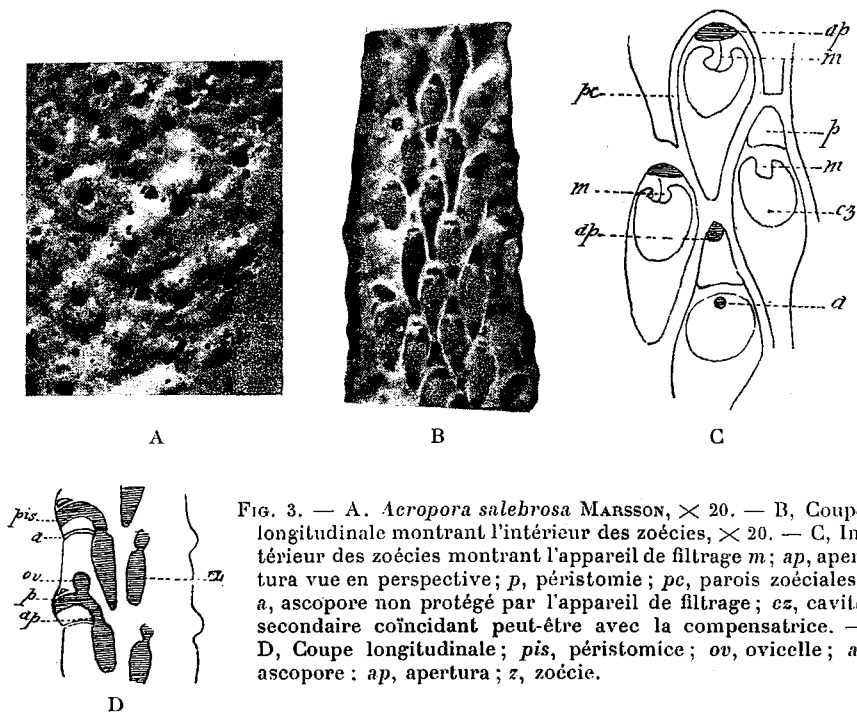 ap
m
pc
p
m
m
cz
ap
a
A
B
C
pis
a
ov
p
ap
z
D
FIG. 3. — A. Acropora salebrosa MARSSON, × 20. — B, Coup
longitudinale montrant l'intérieur des zoécies, × 20. — C, In
térieur des zoécies montrant l'appareil de filtrage m; ap, aper
tura vue en perspective; p, péristomie; pc, parois zoéciales
a, ascopore non protégé par l'appareil de filtrage; cz, cavit
secondaire coïncidant peut-être avec la compensatrice. —
D, Coupe longitudinale; pis, péristomice; ov, ovicelle; a
ascopore: ap, apertura; z, zoécie.